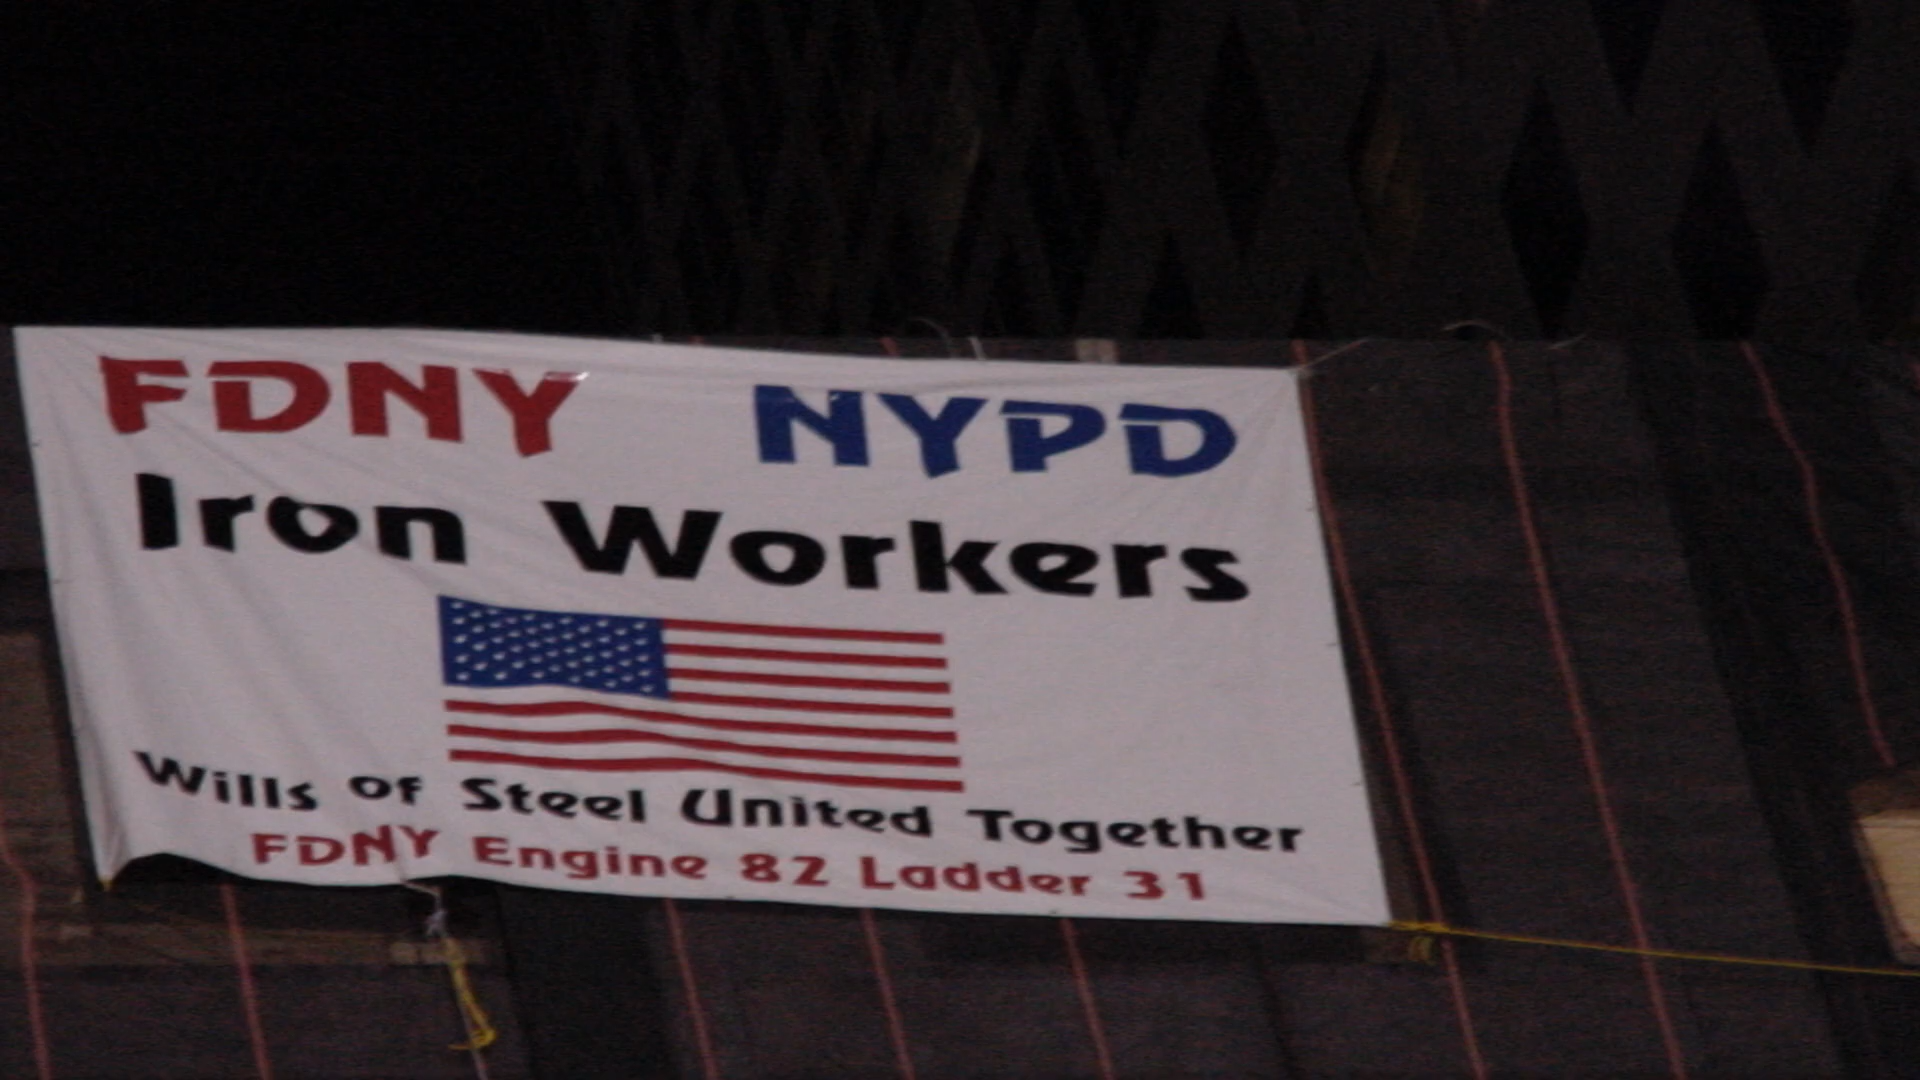 FDNY NYPD
Iron Workers
Wills of Steel United Together
FDNY Engine 82 Ladder 31